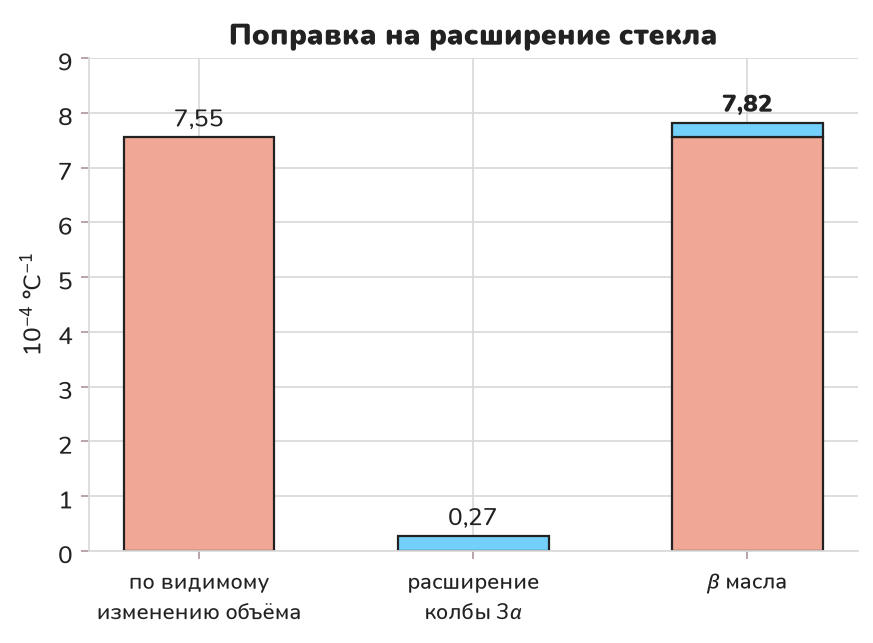 Поправка на расширение стекла
10⁻⁴ °C⁻¹
9
8
7
6
5
4
3
2
1
0
7,55
0,27
7,82
по видимому
изменению объёма
расширение
колбы 3α
β масла